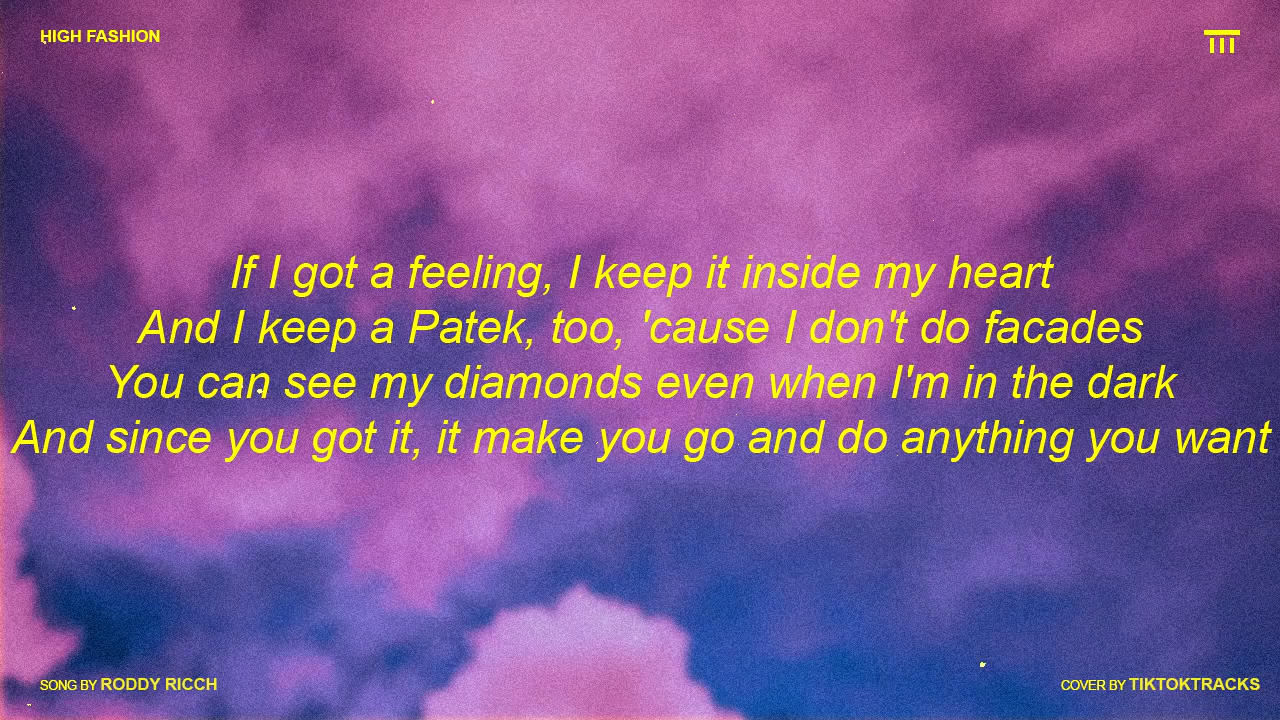 HIGH FASHION
If I got a feeling, I keep it inside my heart
And I keep a Patek, too, 'cause I don't do facades
You can see my diamonds even when I'm in the dark
And since you got it, it make you go and do anything you want
SONG BY RODDY RICCH
COVER BY TIKTOKTRACKS